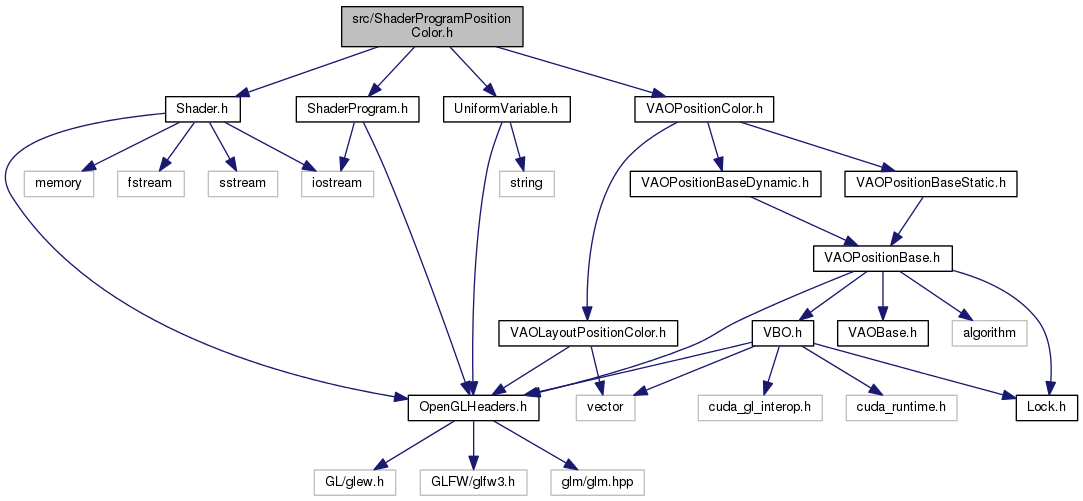 src/ShaderProgramPosition
Color.h
Shader.h
ShaderProgram.h
UniformVariable.h
VAOPositionColor.h
memory
fstream
sstream
iostream
string
VAOPositionBaseDynamic.h
VAOPositionBaseStatic.h
VAOPositionBase.h
VAOLayoutPositionColor.h
VBO.h
VAOBase.h
algorithm
OpenGLHeaders.h
vector
cuda_gl_interop.h
cuda_runtime.h
Lock.h
GL/glew.h
GLFW/glfw3.h
glm/glm.hpp